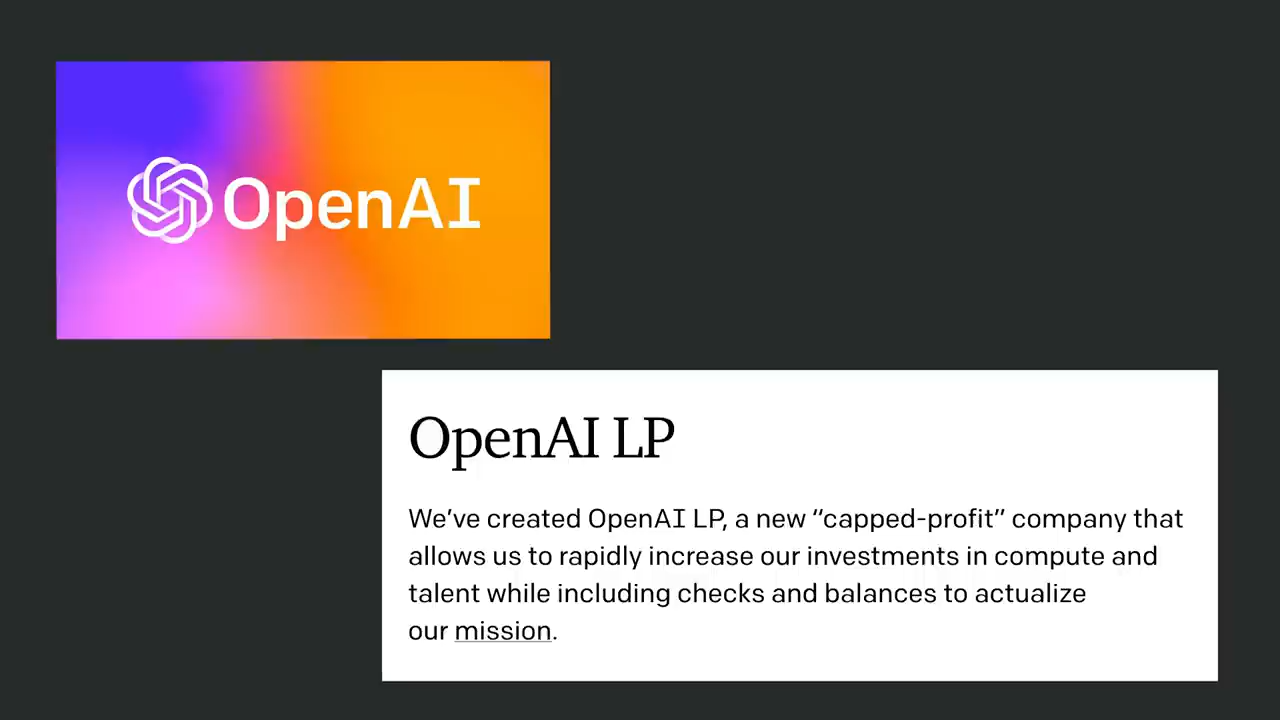 OpenAI
OpenAI LP
We’ve created OpenAI LP, a new “capped-profit” company that
allows us to rapidly increase our investments in compute and
talent while including checks and balances to actualize
our mission.